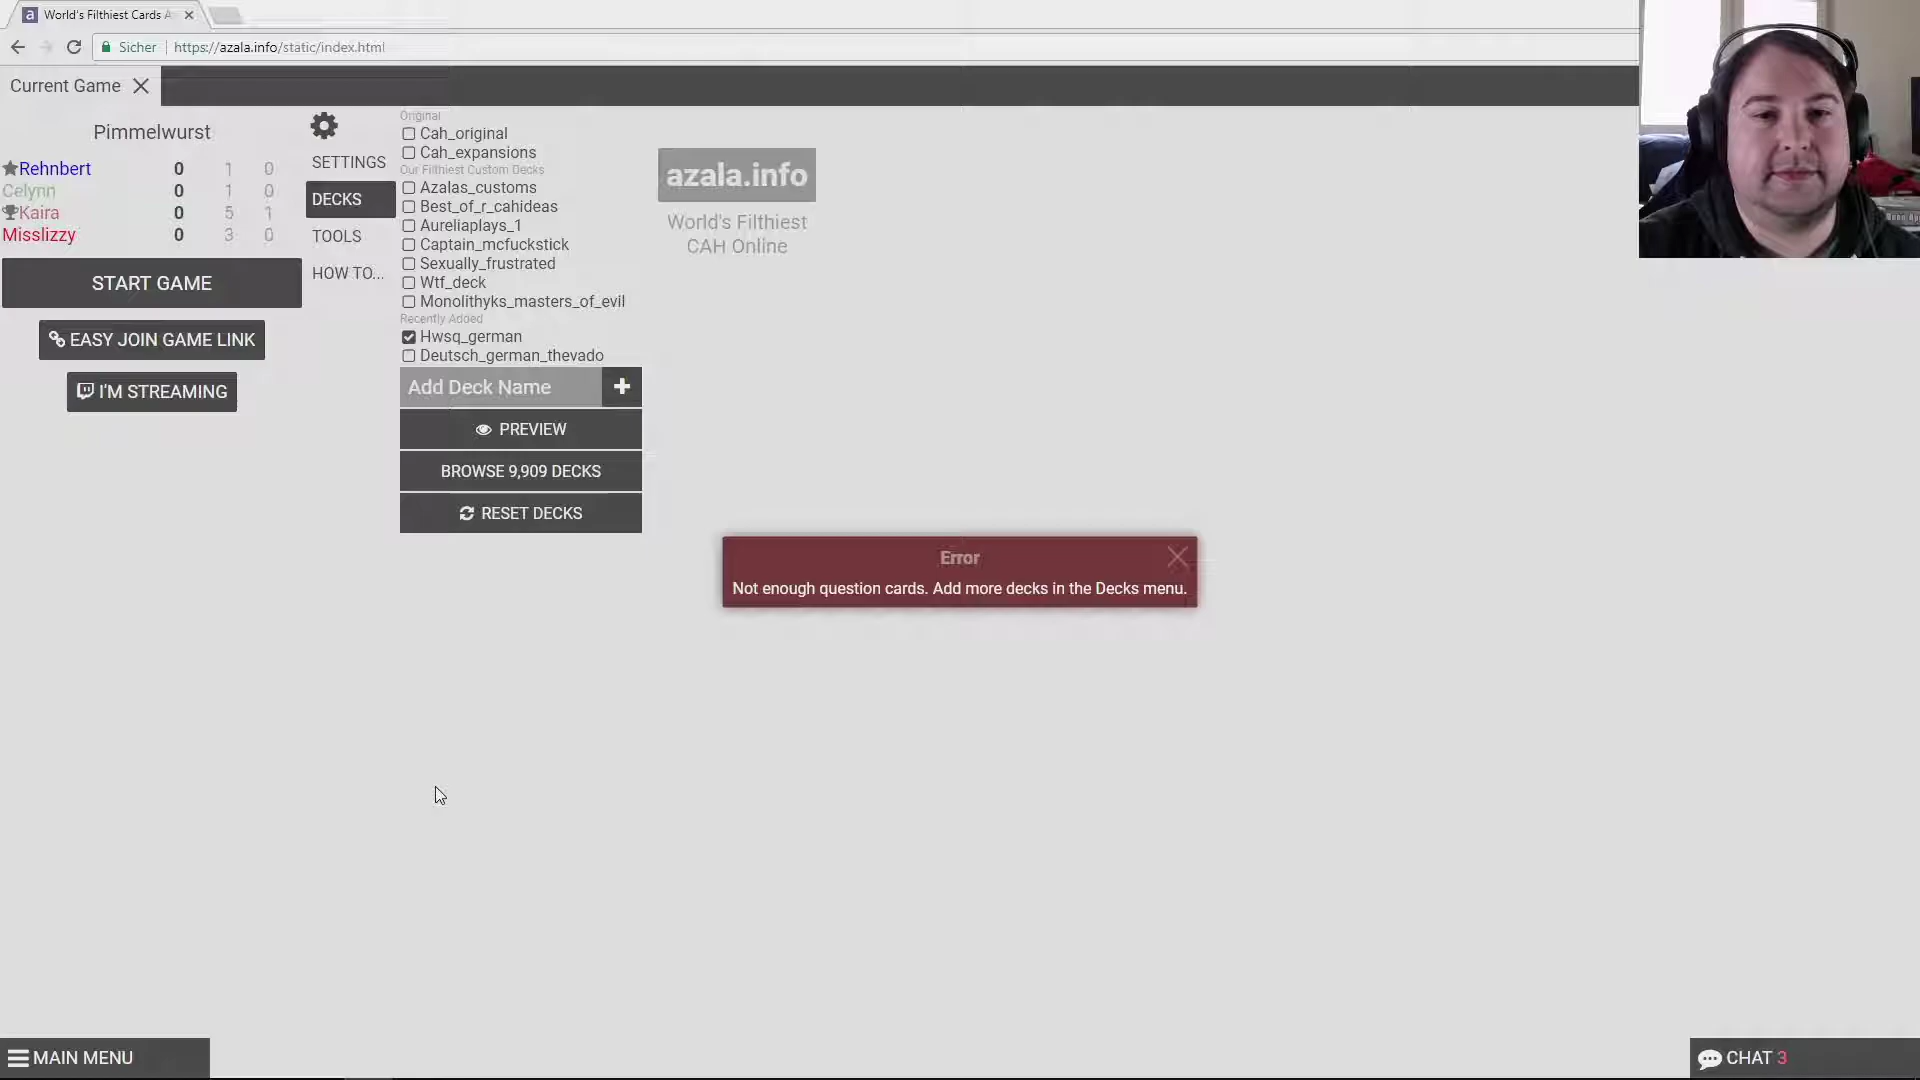 World's Filthiest Cards A
Sicher
https://azala.info/static/index.html
Current Game
Pimmelwurst
Rehnbert 0 1 0
Celynn 0 1 0
Kaira 0 5 1
Misslizzy 0 3 0
START GAME
EASY JOIN GAME LINK
I'M STREAMING
SETTINGS
DECKS
TOOLS
HOW TO...
Original
Cah_original
Cah_expansions
Our Filthiest Custom Decks
Azalas_customs
Best_of_r_cahideas
Aureliaplays_1
Captain_mcfuckstick
Sexually_frustrated
Wtf_deck
Monolithyks_masters_of_evil
Recently Added
Hwsq_german
Deutsch_german_thevado
Add Deck Name
PREVIEW
BROWSE 9,909 DECKS
RESET DECKS
azala.info
World's Filthiest
CAH Online
Error
Not enough question cards. Add more decks in the Decks menu.
MAIN MENU
CHAT 3